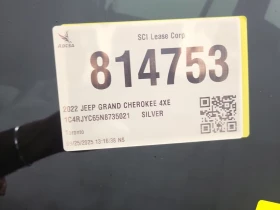 SCI Lease Corp
814753
2022 JEEP GRAND CHEROKEE 4XE
1C4RJYC65N8735021 SILVER